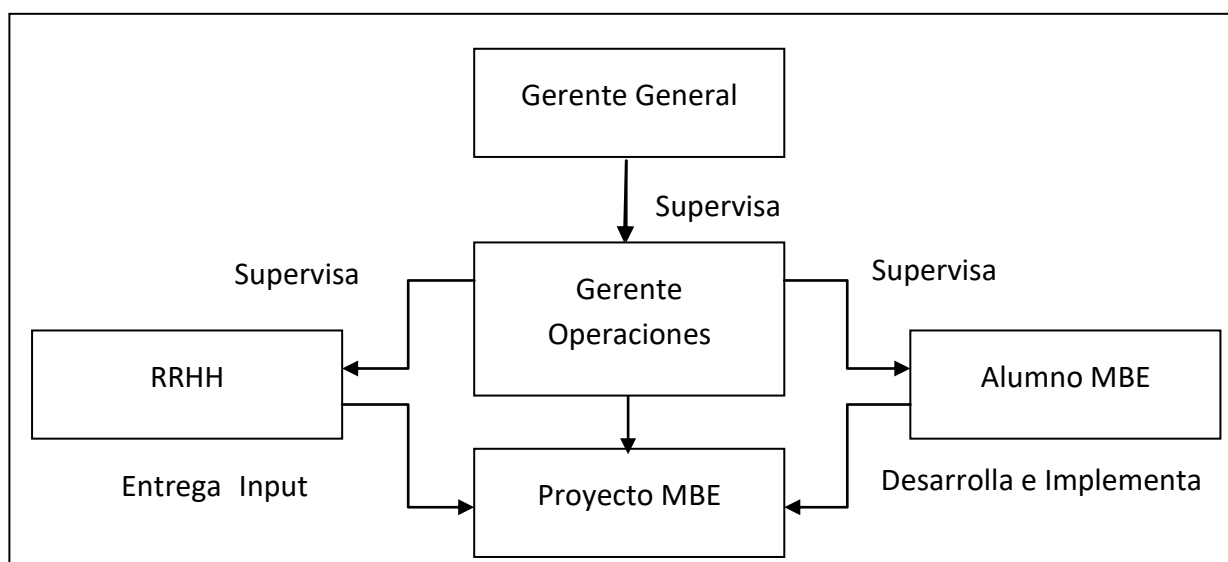 Gerente General
Supervisa
Supervisa
Supervisa
Gerente
Operaciones
RRHH
Alumno MBE
Entrega Input
Proyecto MBE
Desarrolla e Implementa